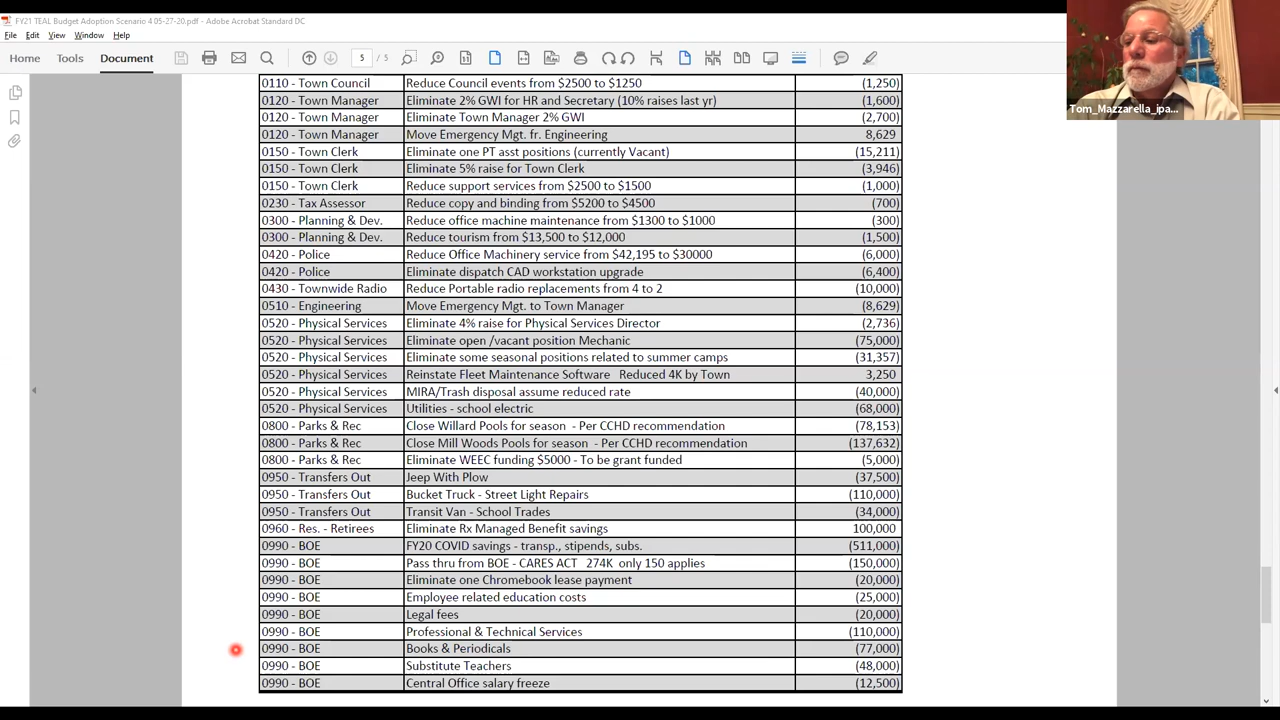 FY21 TEAL Budget Adoption Scenario 4 05-27-20.pdf - Adobe Acrobat Standard DC
File Edit View Window Help
Home Tools Document 5 / 5
0110 - Town Council Reduce Council events from $2500 to $1250 (1,250)
0120 - Town Manager Eliminate 2% GWI for HR and Secretary (10% raises last yr) (1,600)
0120 - Town Manager Eliminate Town Manager 2% GWI (2,700)
0120 - Town Manager Move Emergency Mgt. fr. Engineering 8,629
0150 - Town Clerk Eliminate one PT asst positions (currently Vacant) (15,211)
0150 - Town Clerk Eliminate 5% raise for Town Clerk (3,946)
0150 - Town Clerk Reduce support services from $2500 to $1500 (1,000)
0230 - Tax Assessor Reduce copy and binding from $5200 to $4500 (700)
0300 - Planning & Dev. Reduce office machine maintenance from $1300 to $1000 (300)
0300 - Planning & Dev. Reduce tourism from $13,500 to $12,000 (1,500)
0420 - Police Reduce Office Machinery service from $42,195 to $30000 (6,000)
0420 - Police Eliminate dispatch CAD workstation upgrade (6,400)
0430 - Townwide Radio Reduce Portable radio replacements from 4 to 2 (10,000)
0510 - Engineering Move Emergency Mgt. to Town Manager (8,629)
0520 - Physical Services Eliminate 4% raise for Physical Services Director (2,736)
0520 - Physical Services Eliminate open /vacant position Mechanic (75,000)
0520 - Physical Services Eliminate some seasonal positions related to summer camps (31,357)
0520 - Physical Services Reinstate Fleet Maintenance Software Reduced 4K by Town 3,250
0520 - Physical Services MIRA/Trash disposal assume reduced rate (40,000)
0520 - Physical Services Utilities - school electric (68,000)
0800 - Parks & Rec Close Willard Pools for season - Per CCHD recommendation (78,153)
0800 - Parks & Rec Close Mill Woods Pools for season - Per CCHD recommendation (137,632)
0800 - Parks & Rec Eliminate WEEC funding $5000 - To be grant funded (5,000)
0950 - Transfers Out Jeep With Plow (37,500)
0950 - Transfers Out Bucket Truck - Street Light Repairs (110,000)
0950 - Transfers Out Transit Van - School Trades (34,000)
0960 - Res. - Retirees Eliminate Rx Managed Benefit savings 100,000
0990 - BOE FY20 COVID savings - transp., stipends, subs. (511,000)
0990 - BOE Pass thru from BOE - CARES ACT 274K only 150 applies (150,000)
0990 - BOE Eliminate one Chromebook lease payment (20,000)
0990 - BOE Employee related education costs (25,000)
0990 - BOE Legal fees (20,000)
0990 - BOE Professional & Technical Services (110,000)
0990 - BOE Books & Periodicals (77,000)
0990 - BOE Substitute Teachers (48,000)
0990 - BOE Central Office salary freeze (12,500)
Tom_Mazzarella_ipa...